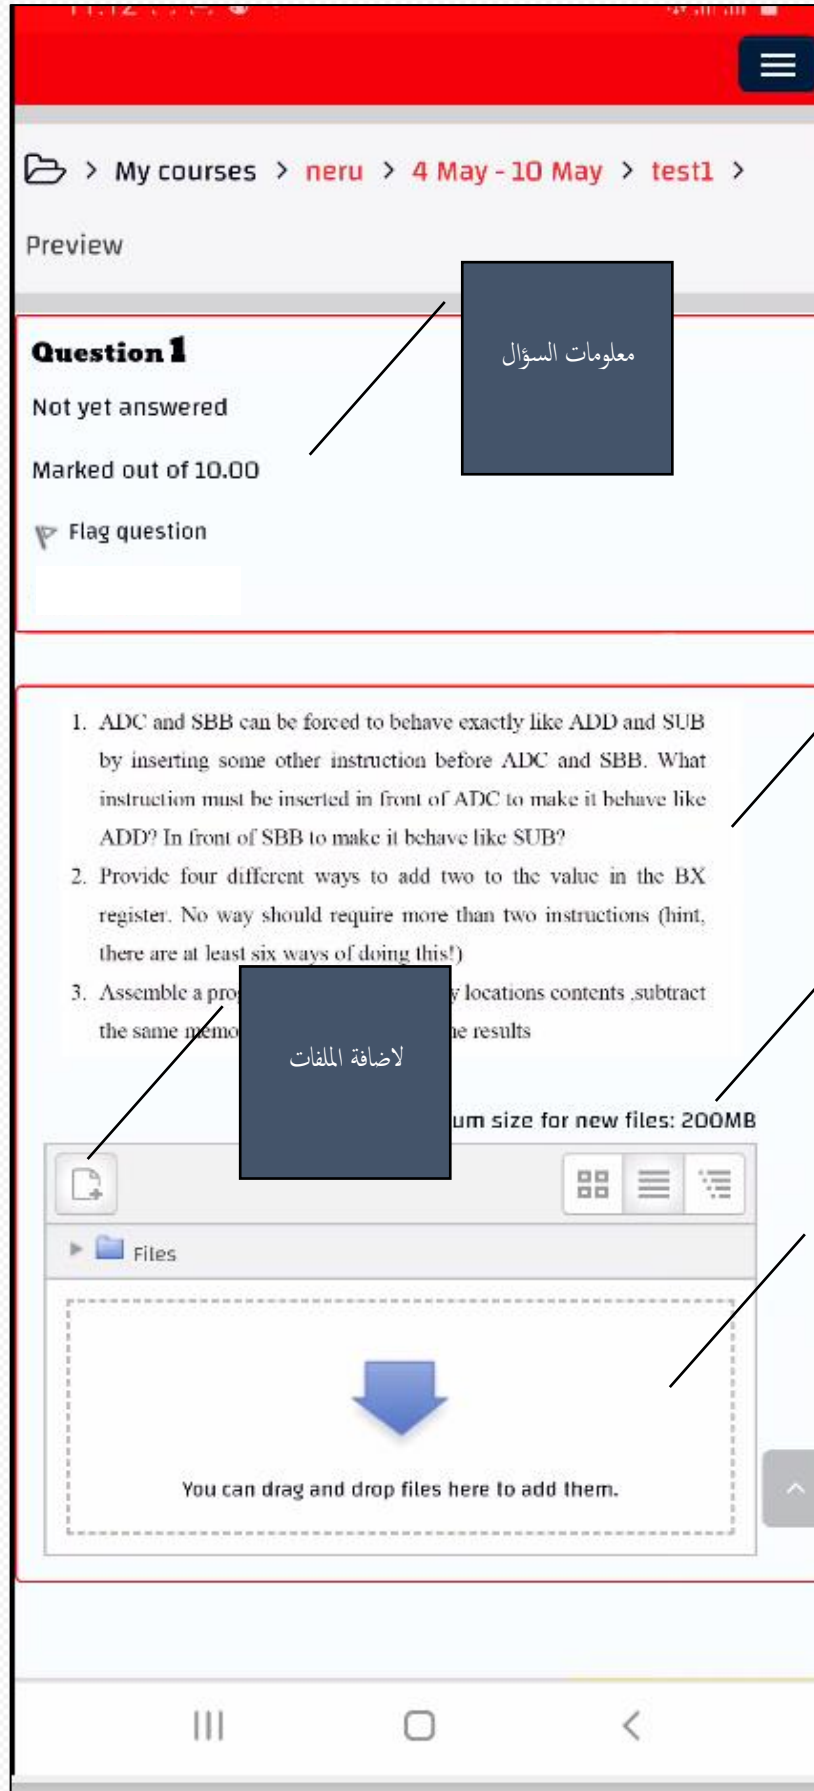 11:12
My courses > neru > 4 May - 10 May > test1 >
Preview
معلومات السؤال
Question 1
Not yet answered
Marked out of 10.00
Flag question
1. ADC and SBB can be forced to behave exactly like ADD and SUB
by inserting some other instruction before ADC and SBB. What
instruction must be inserted in front of ADC to make it behave like
ADD? In front of SBB to make it behave like SUB?
2. Provide four different ways to add two to the value in the BX
register. No way should require more than two instructions (hint,
there are at least six ways of doing this!)
3. Assemble a locations contents ,subtract
the same results
لاضافة الملفات
size for new files: 200MB
Files
You can drag and drop files here to add them.